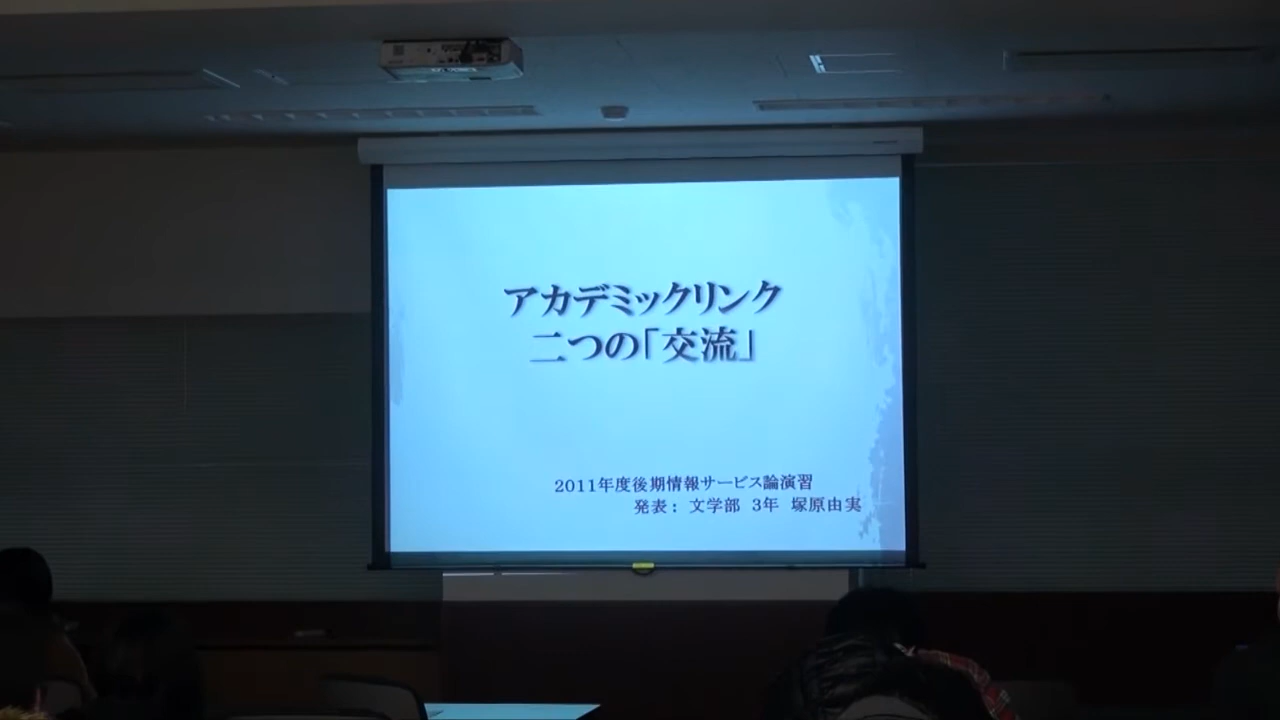 アカデミックリンク
二つの「交流」
2011年度後期情報サービス論演習
発表： 文学部 3年 塚原由実